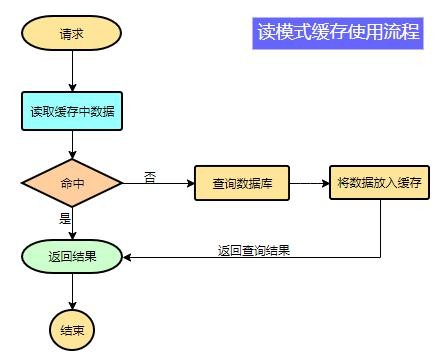 读模式缓存使用流程
请求
读取缓存中数据
命中
否
查询数据库
将数据放入缓存
是
返回结果
返回查询结果
结束